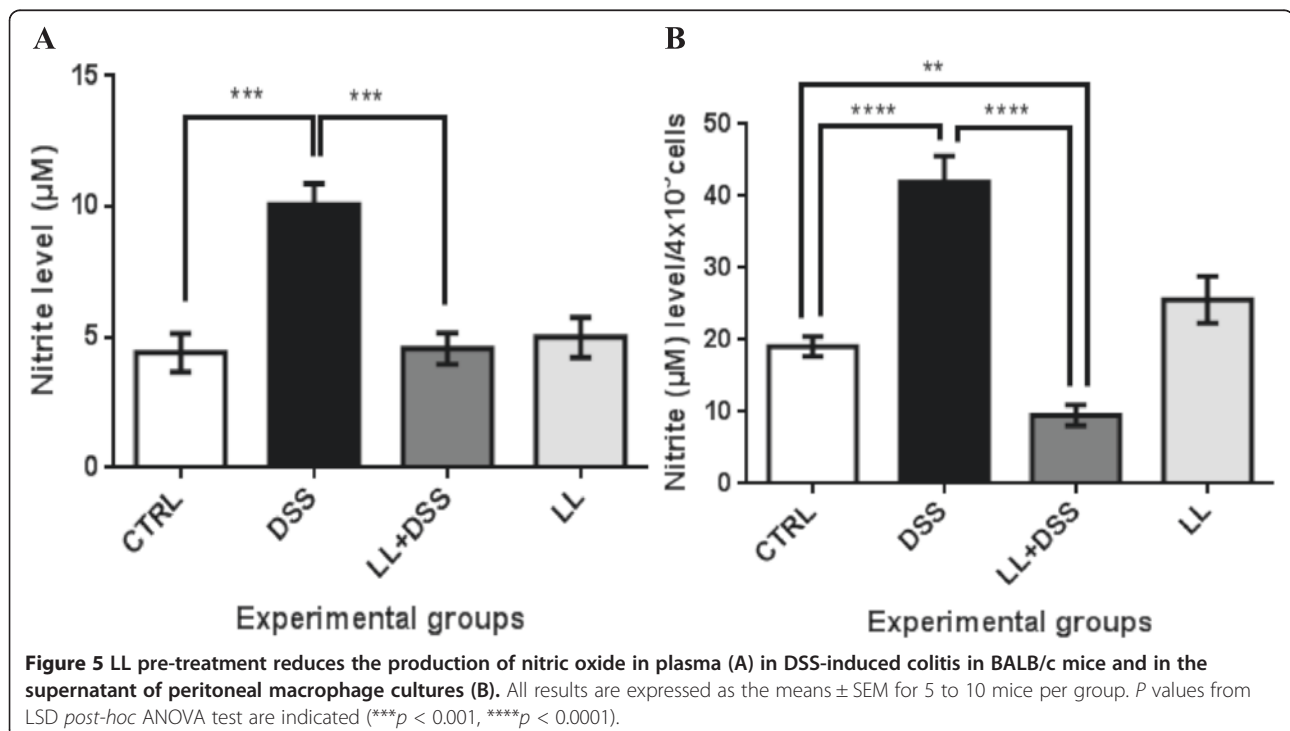 A
Nitrite level (µM)
15
10
5
0
***
***
CTRL
DSS
LL+DSS
LL
Experimental groups
B
Nitrite (µM) level/4x10 cells
50
40
30
20
10
0
**
****
****
CTRL
DSS
LL+DSS
LL
Experimental groups
Figure 5 LL pre-treatment reduces the production of nitric oxide in plasma (A) in DSS-induced colitis in BALB/c mice and in the
supernatant of peritoneal macrophage cultures (B). All results are expressed as the means ± SEM for 5 to 10 mice per group. P values from
LSD post-hoc ANOVA test are indicated (***p < 0.001, ****p < 0.0001).